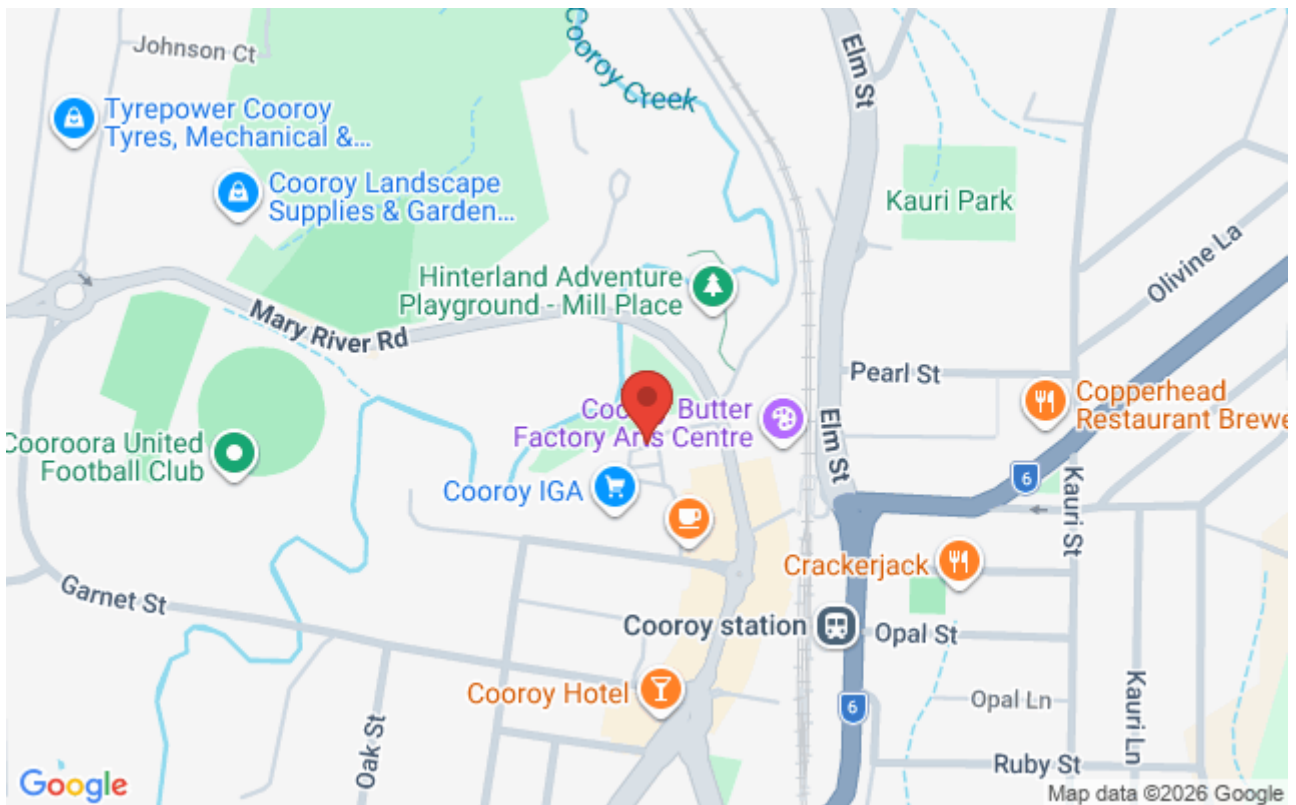 Johnson Ct
Cooroy Creek
Elm St
Tyrepower Cooroy
Tyres, Mechanical &...
Cooroy Landscape
Supplies & Garden...
Kauri Park
Olivine La
Hinterland Adventure
Playground - Mill Place
Mary River Rd
Pearl St
Copperhead
Restaurant Brewe
Butter
Factory Arts Centre
Elm St
Cooroora United
Football Club
Cooroy IGA
6
Kauri St
Crackerjack
Garnet St
Cooroy station
Opal St
Cooroy Hotel
Opal Ln
6
Kauri Ln
Oak St
Ruby St
Google
Map data ©2026 Google